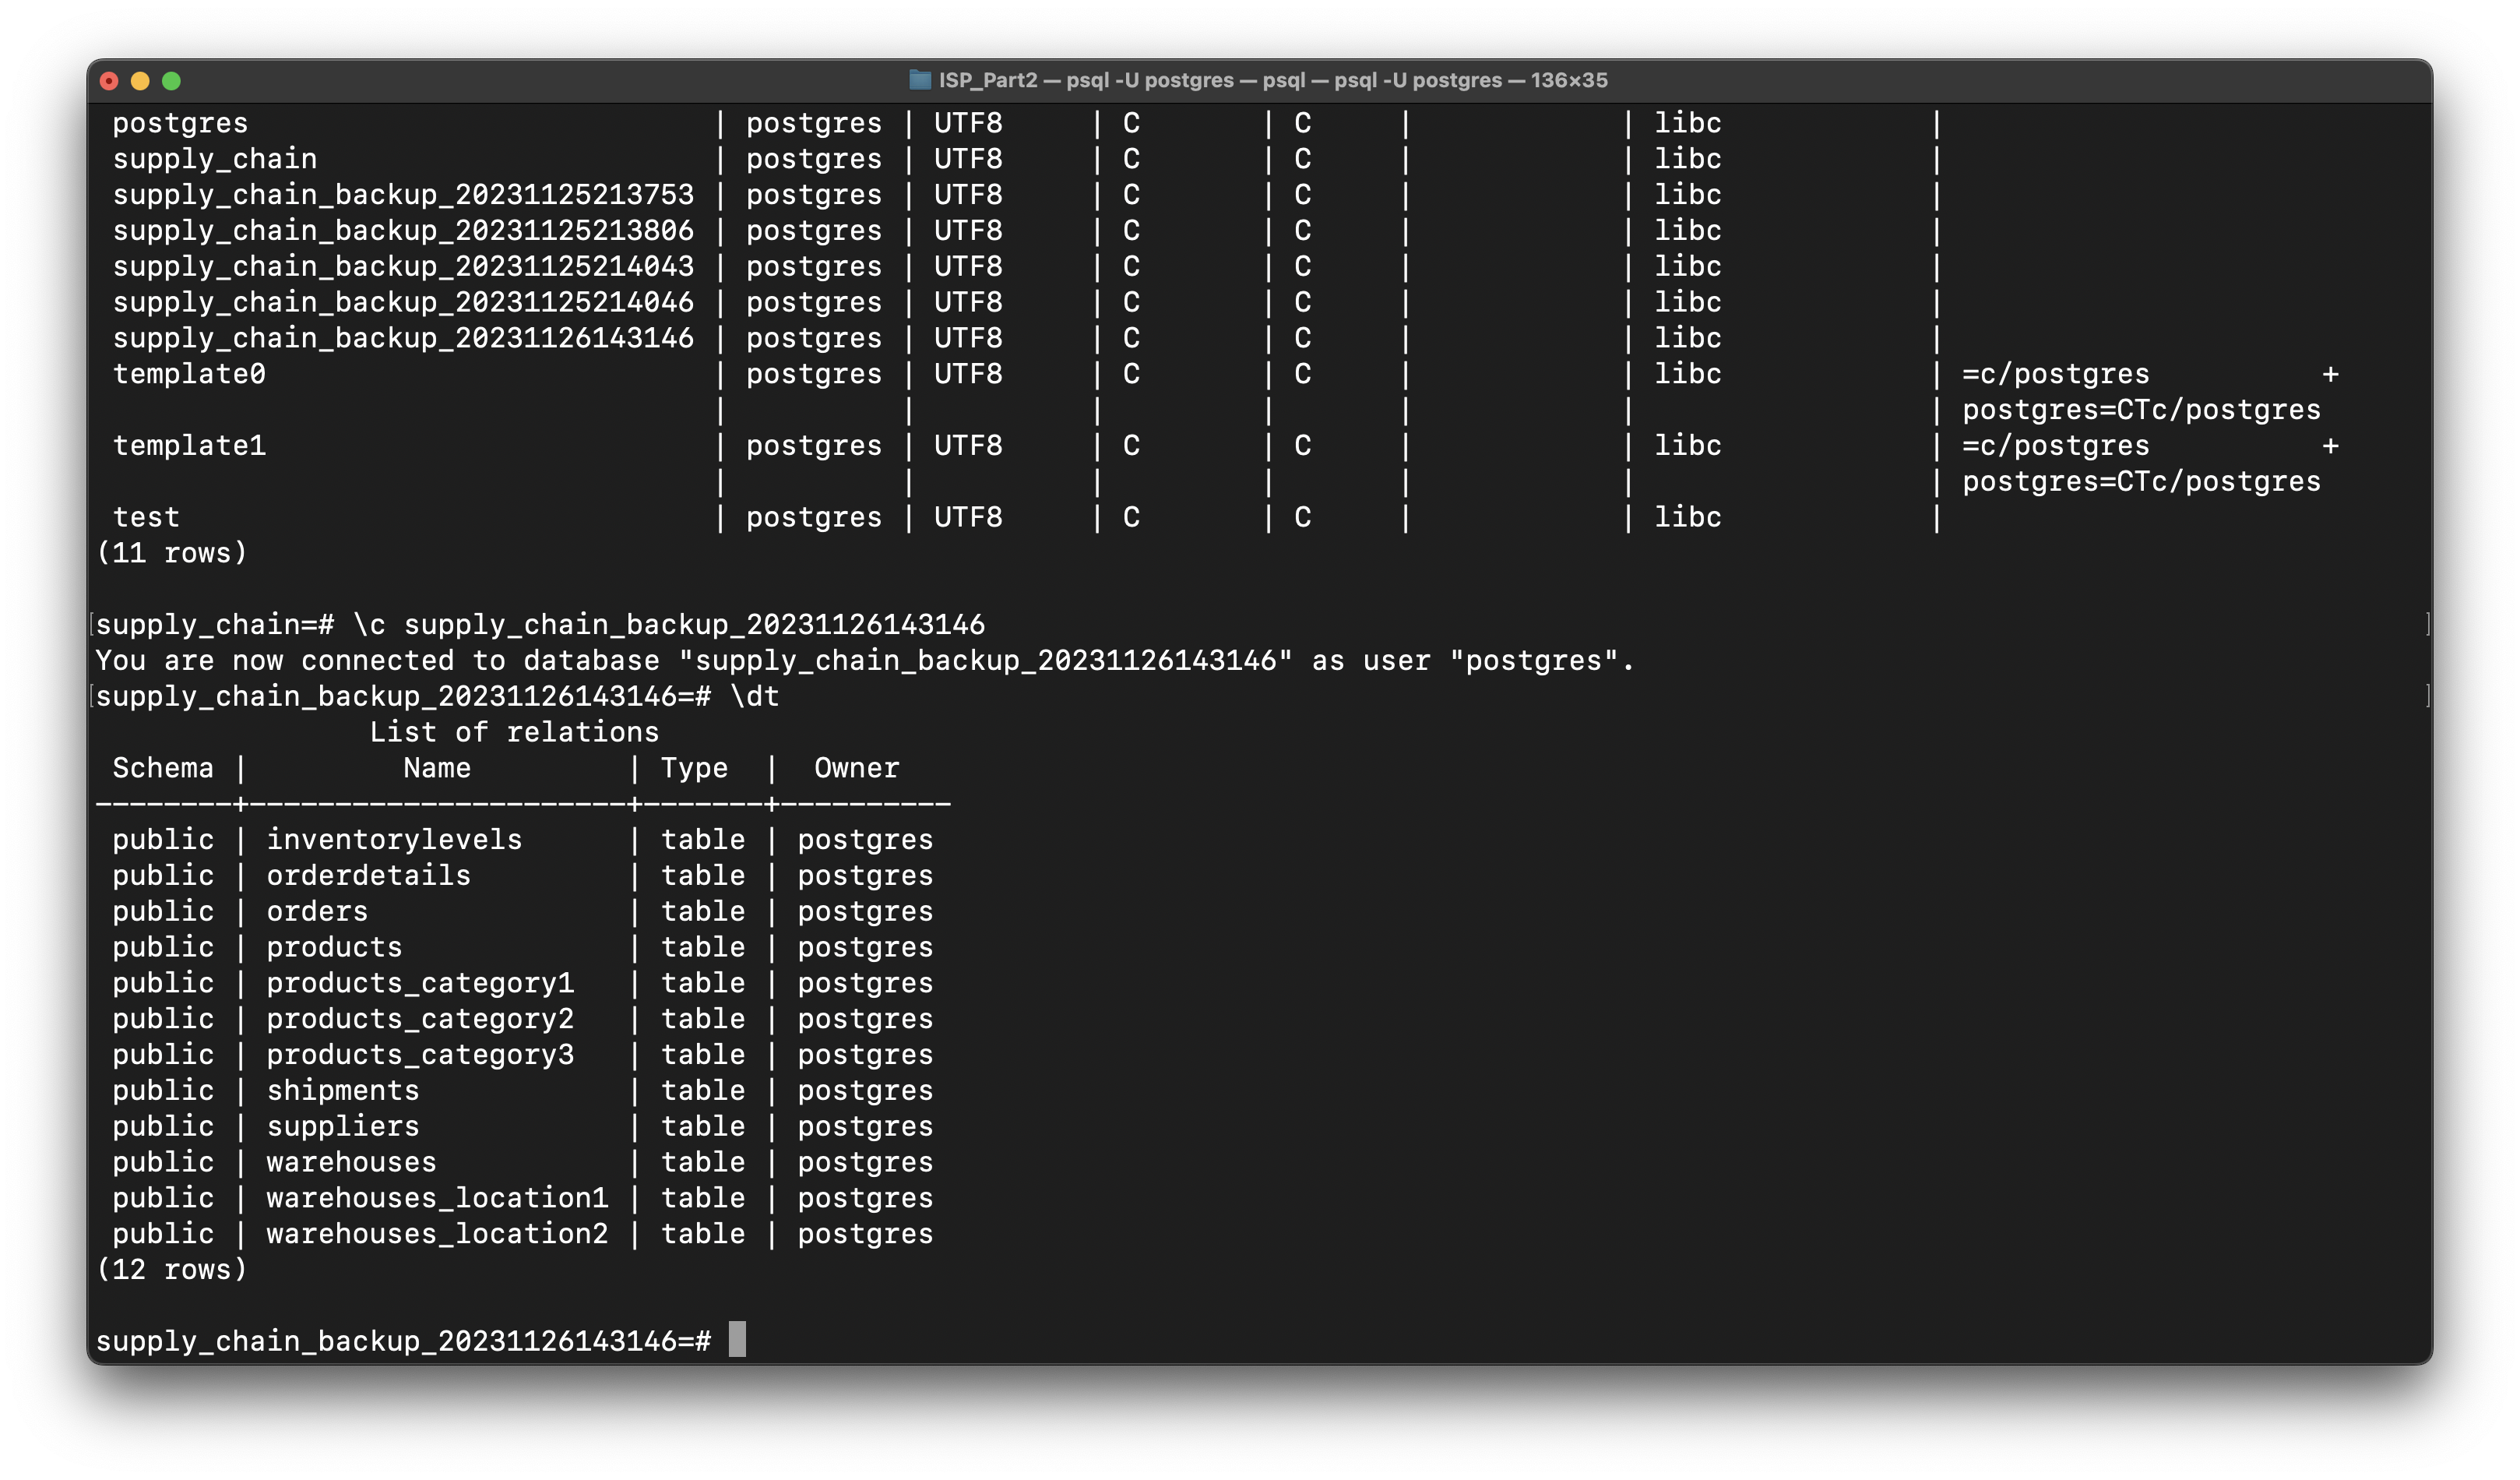 ISP_Part2 — psql -U postgres — psql — psql -U postgres — 136×35
 postgres                           | postgres | UTF8     | C       | C     |            | libc            |
 supply_chain                       | postgres | UTF8     | C       | C     |            | libc            |
 supply_chain_backup_20231125213753 | postgres | UTF8     | C       | C     |            | libc            |
 supply_chain_backup_20231125213806 | postgres | UTF8     | C       | C     |            | libc            |
 supply_chain_backup_20231125214043 | postgres | UTF8     | C       | C     |            | libc            |
 supply_chain_backup_20231125214046 | postgres | UTF8     | C       | C     |            | libc            |
 supply_chain_backup_20231126143146 | postgres | UTF8     | C       | C     |            | libc            |
 template0                          | postgres | UTF8     | C       | C     |            | libc            | =c/postgres          +
                                    |          |          |         |       |            |                 | postgres=CTc/postgres
 template1                          | postgres | UTF8     | C       | C     |            | libc            | =c/postgres          +
                                    |          |          |         |       |            |                 | postgres=CTc/postgres
 test                               | postgres | UTF8     | C       | C     |            | libc            |
(11 rows)

[supply_chain=# \c supply_chain_backup_20231126143146 ]
You are now connected to database "supply_chain_backup_20231126143146" as user "postgres".
[supply_chain_backup_20231126143146=# \dt ]
                List of relations
 Schema |         Name         | Type  |  Owner
--------+----------------------+-------+----------
 public | inventorylevels      | table | postgres
 public | orderdetails         | table | postgres
 public | orders               | table | postgres
 public | products             | table | postgres
 public | products_category1   | table | postgres
 public | products_category2   | table | postgres
 public | products_category3   | table | postgres
 public | shipments            | table | postgres
 public | suppliers            | table | postgres
 public | warehouses           | table | postgres
 public | warehouses_location1 | table | postgres
 public | warehouses_location2 | table | postgres
(12 rows)

supply_chain_backup_20231126143146=#